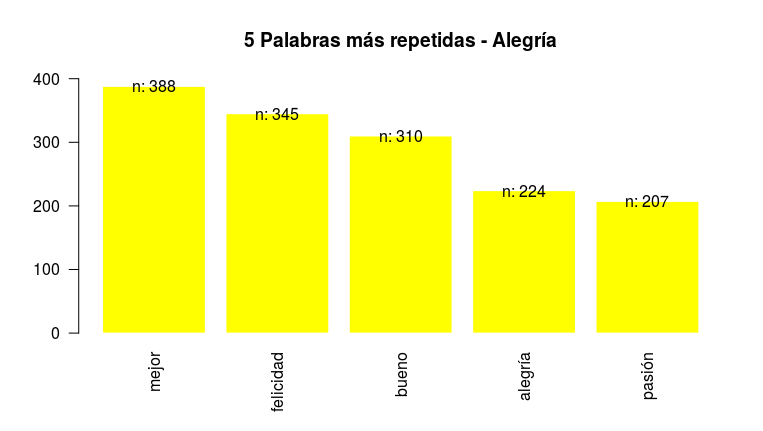 5 Palabras más repetidas - Alegría
400
300
200
100
0
n: 388
n: 345
n: 310
n: 224
n: 207
mejor
felicidad
bueno
alegría
pasión